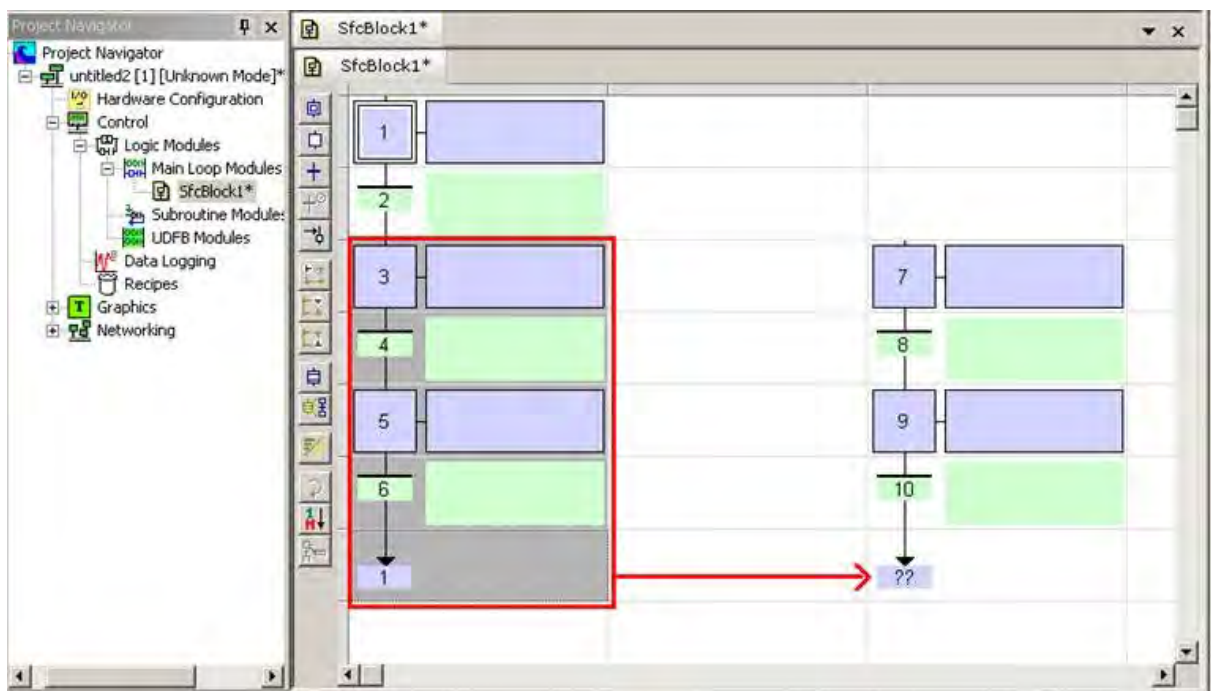 Project Navigator
SfcBlock1*
Project Navigator
untitled2 [1] [Unknown Mode]*
I/O Hardware Configuration
Control
Logic Modules
Main Loop Modules
SfcBlock1*
Subroutine Modules
UDFB Modules
Data Logging
Recipes
T Graphics
Networking
SfcBlock1*
1
2
3
4
5
6
1
7
8
9
10
??